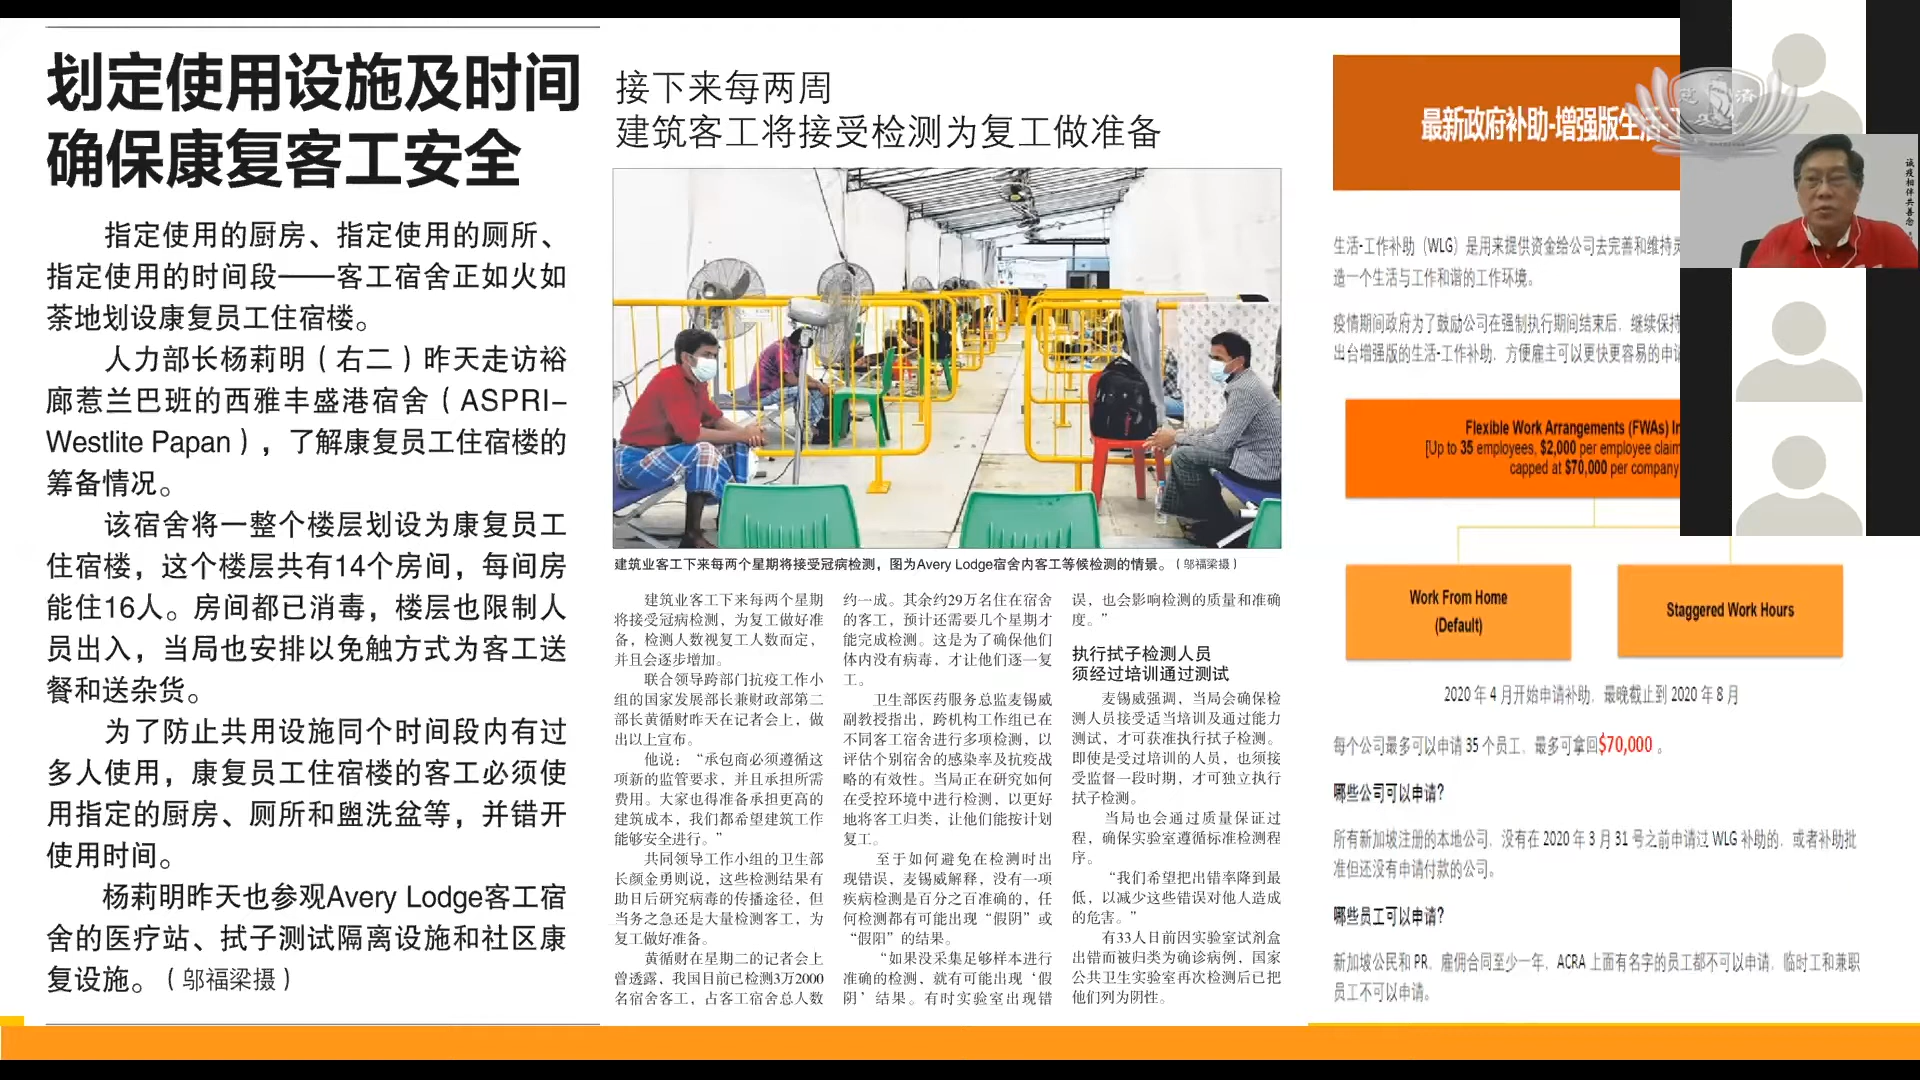 划定使用设施及时间
确保康复客工安全
指定使用的厨房、指定使用的厕所、
指定使用的时间段——客工宿舍正如火如
荼地划设康复员工住宿楼。
人力部长杨莉明（右二）昨天走访裕
廊惹兰巴班的西雅丰盛港宿舍（ASPRI–
Westlite Papan），了解康复员工住宿楼的
筹备情况。
该宿舍将一整个楼层划设为康复员工
住宿楼，这个楼层共有14个房间，每间房
能住16人。房间都已消毒，楼层也限制人
员出入，当局也安排以免触方式为客工送
餐和送杂货。
为了防止共用设施同个时间段内有过
多人使用，康复员工住宿楼的客工必须使
用指定的厨房、厕所和盥洗盆等，并错开
使用时间。
杨莉明昨天也参观Avery Lodge客工宿
舍的医疗站、拭子测试隔离设施和社区康
复设施。（邬福梁摄）
接下来每两周
建筑客工将接受检测为复工做准备
建筑业客工下来每两个星期将接受冠病检测，图为Avery Lodge宿舍内客工等候检测的情景。（邬福梁摄）
建筑业客工下来每两个星期
将接受冠病检测，为复工做好准
备，检测人数视复工人数而定，
并且会逐步增加。
联合领导跨部门抗疫工作小
组的国家发展部长兼财政部第二
部长黄循财昨天在记者会上，做
出以上宣布。
他说：“承包商必须遵循这
项新的监管要求，并且承担所需
费用。大家也得准备承担更高的
建筑成本，我们都希望建筑工作
能够安全进行。”
共同领导工作小组的卫生部
长颜金勇则说，这些检测结果有
助日后研究病毒的传播途径，但
当务之急还是大量检测客工，为
复工做好准备。
黄循财在星期二的记者会上
曾透露，我国目前已检测3万2000
名宿舍客工，占客工宿舍总人数
约一成。其余约29万名住在宿舍
的客工，预计还需要几个星期才
能完成检测。这是为了确保他们
体内没有病毒，才让他们逐一复
工。
卫生部医药服务总监麦锡威
副教授指出，跨机构工作组已在
不同客工宿舍进行多项检测，以
评估个别宿舍的感染率及抗疫战
略的有效性。当局正在研究如何
在受控环境中进行检测，以更好
地将客工归类，让他们能按计划
复工。
至于如何避免在检测时出
现错误，麦锡威解释，没有一项
疾病检测是百分之百准确的，任
何检测都有可能出现“假阴”或
“假阳”的结果。
“如果没采集足够样本进行
准确的检测，就有可能出现‘假
阴’结果。有时实验室出现错
误，也会影响检测的质量和准确
度。”
执行拭子检测人员
须经过培训通过测试
麦锡威强调，当局会确保检
测人员接受适当培训及通过能力
测试，才可获准执行拭子检测。
即使是受过培训的人员，也须接
受监督一段时期，才可独立执行
拭子检测。
当局也会通过质量保证过
程，确保实验室遵循标准检测程
序。
“我们希望把出错率降到最
低，以减少这些错误对他人造成
的危害。”
有33人日前因实验室试剂盒
出错而被归类为确诊病例，国家
公共卫生实验室再次检测后已把
他们列为阴性。
最新政府补助-增强版生活-
生活-工作补助（WLG）是用来提供资金给公司去完善和维持
造一个生活与工作和谐的工作环境。
疫情期间政府为了鼓励公司在强制执行期间结束后，继续保持
出台增强版的生活-工作补助，方便雇主可以更快更容易的申
Flexible Work Arrangements (FWAs) In
[Up to 35 employees, $2,000 per employee claim
capped at $70,000 per company
Work From Home
(Default)
Staggered Work Hours
2020 年 4 月开始申请补助，最晚截止到 2020 年 8 月
每个公司最多可以申请 35 个员工，最多可拿回$70,000 。
哪些公司可以申请?
所有新加坡注册的本地公司，没有在 2020 年 3 月 31 号之前申请过 WLG 补助的，或者补助批
准但还没有申请付款的公司。
哪些员工可以申请?
新加坡公民和 PR，雇佣合同至少一年，ACRA 上面有名字的员工都不可以申请，临时工和兼职
员工不可以申请。
慈濟
诚疫相伴共善念